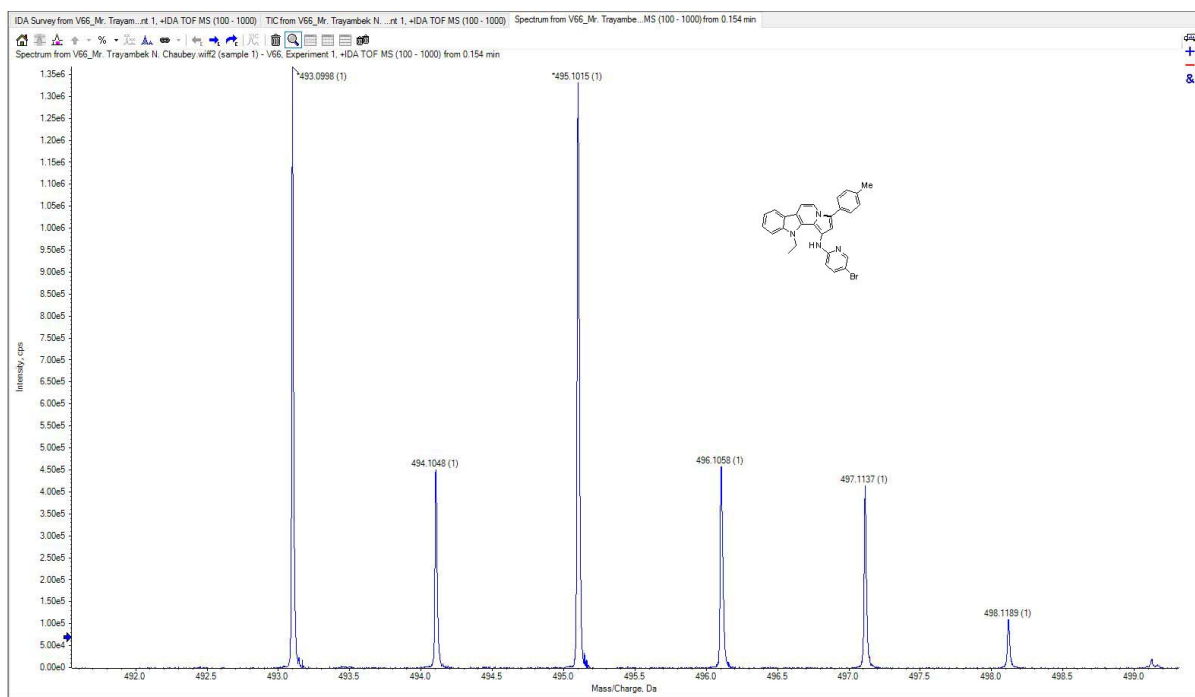 IDA Survey from V66_Mr. Trayam...nt 1, +IDA TOF MS (100 - 1000) TIC from V66_Mr. Trayambek N. ...nt 1, +IDA TOF MS (100 - 1000) Spectrum from V66_Mr. Trayambe...MS (100 - 1000) from 0.154 min
%
Spectrum from V66_Mr. Trayambek N. Chaubey.wiff2 (sample 1) - V66, Experiment 1, +IDA TOF MS (100 - 1000) from 0.154 min
+
−
&
Intensity, cps
1.35e6
1.30e6
1.25e6
1.20e6
1.15e6
1.10e6
1.05e6
1.00e6
9.50e5
9.00e5
8.50e5
8.00e5
7.50e5
7.00e5
6.50e5
6.00e5
5.50e5
5.00e5
4.50e5
4.00e5
3.50e5
3.00e5
2.50e5
2.00e5
1.50e5
1.00e5
5.00e4
0.00e0
*493.0998 (1)
494.1048 (1)
*495.1015 (1)
496.1058 (1)
497.1137 (1)
498.1189 (1)
Me
N
N
HN
N
Br
492.0 492.5 493.0 493.5 494.0 494.5 495.0 495.5 496.0 496.5 497.0 497.5 498.0 498.5 499.0
Mass/Charge, Da